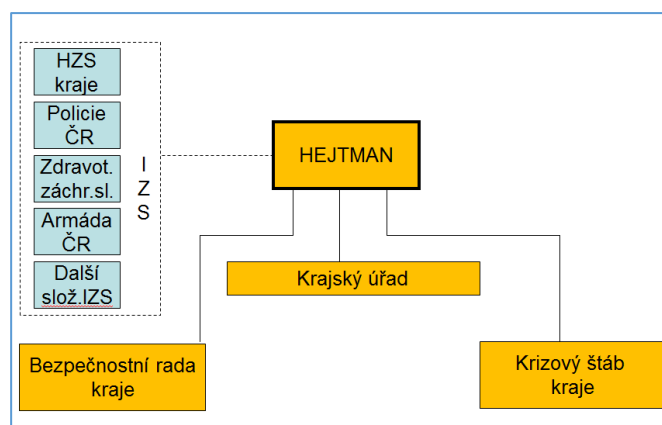 HZS
kraje
Policie
ČR
Zdravot.
záchr.sl.
Armáda
ČR
Další
slož.IZS
I
Z
S
HEJTMAN
Krajský úřad
Bezpečnostní rada
kraje
Krizový štáb
kraje